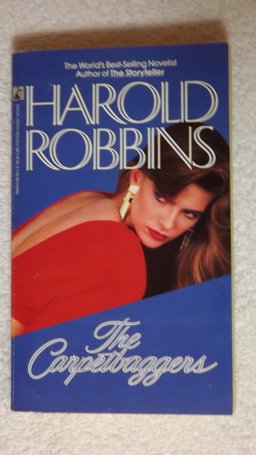 The World's Best-Selling Novelist
Author of The Storyteller
HAROLD
ROBBINS
The
Carpetbaggers